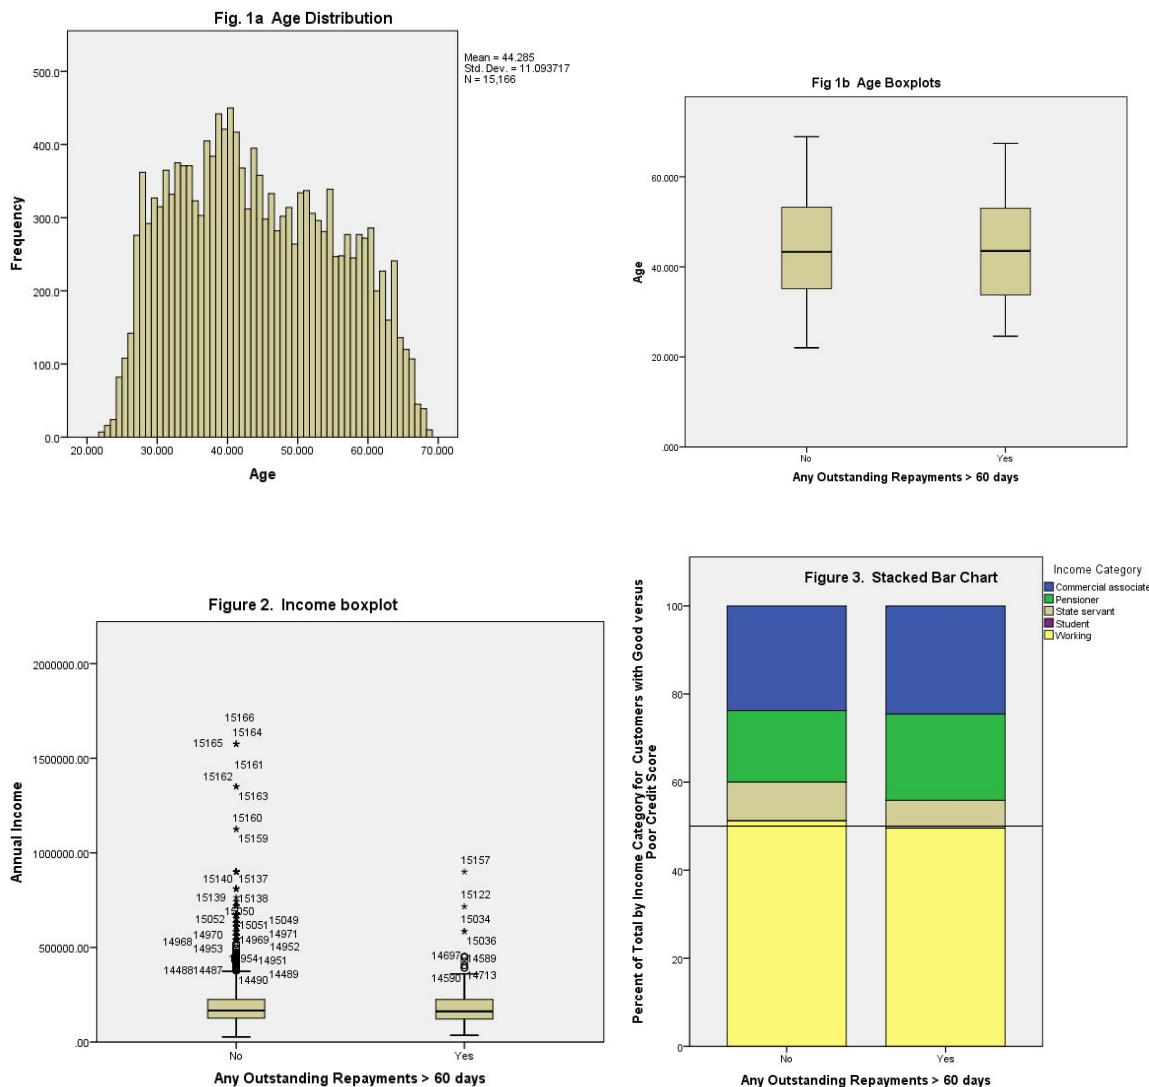 Fig. 1a Age Distribution
Mean = 44.285
Std. Dev. = 11.093717
N = 15,166
500.0
400.0
300.0
200.0
100.0
0.0
Frequency
20.000 30.000 40.000 50.000 60.000 70.000
Age
Fig 1b Age Boxplots
60.000
40.000
20.000
.000
Age
No Yes
Any Outstanding Repayments > 60 days
Figure 2. Income boxplot
2000000.00
1500000.00
1000000.00
500000.00
.00
Annual Income
15166
15164
15165
15161
15162
15163
15160
15159
15140 15137
15139 15138
15050
15052 15051 15049
14970 14971
14968 14969
14953 14952
14951
14488 14487 14489
14490
15157
15122
15034
15036
14697 14589
14590 14713
No Yes
Any Outstanding Repayments > 60 days
Figure 3. Stacked Bar Chart
Income Category
Commercial associate
Pensioner
State servant
Student
Working
100
80
60
40
20
0
Percent of Total by Income Category for Customers with Good versus
Poor Credit Score
No Yes
Any Outstanding Repayments > 60 days